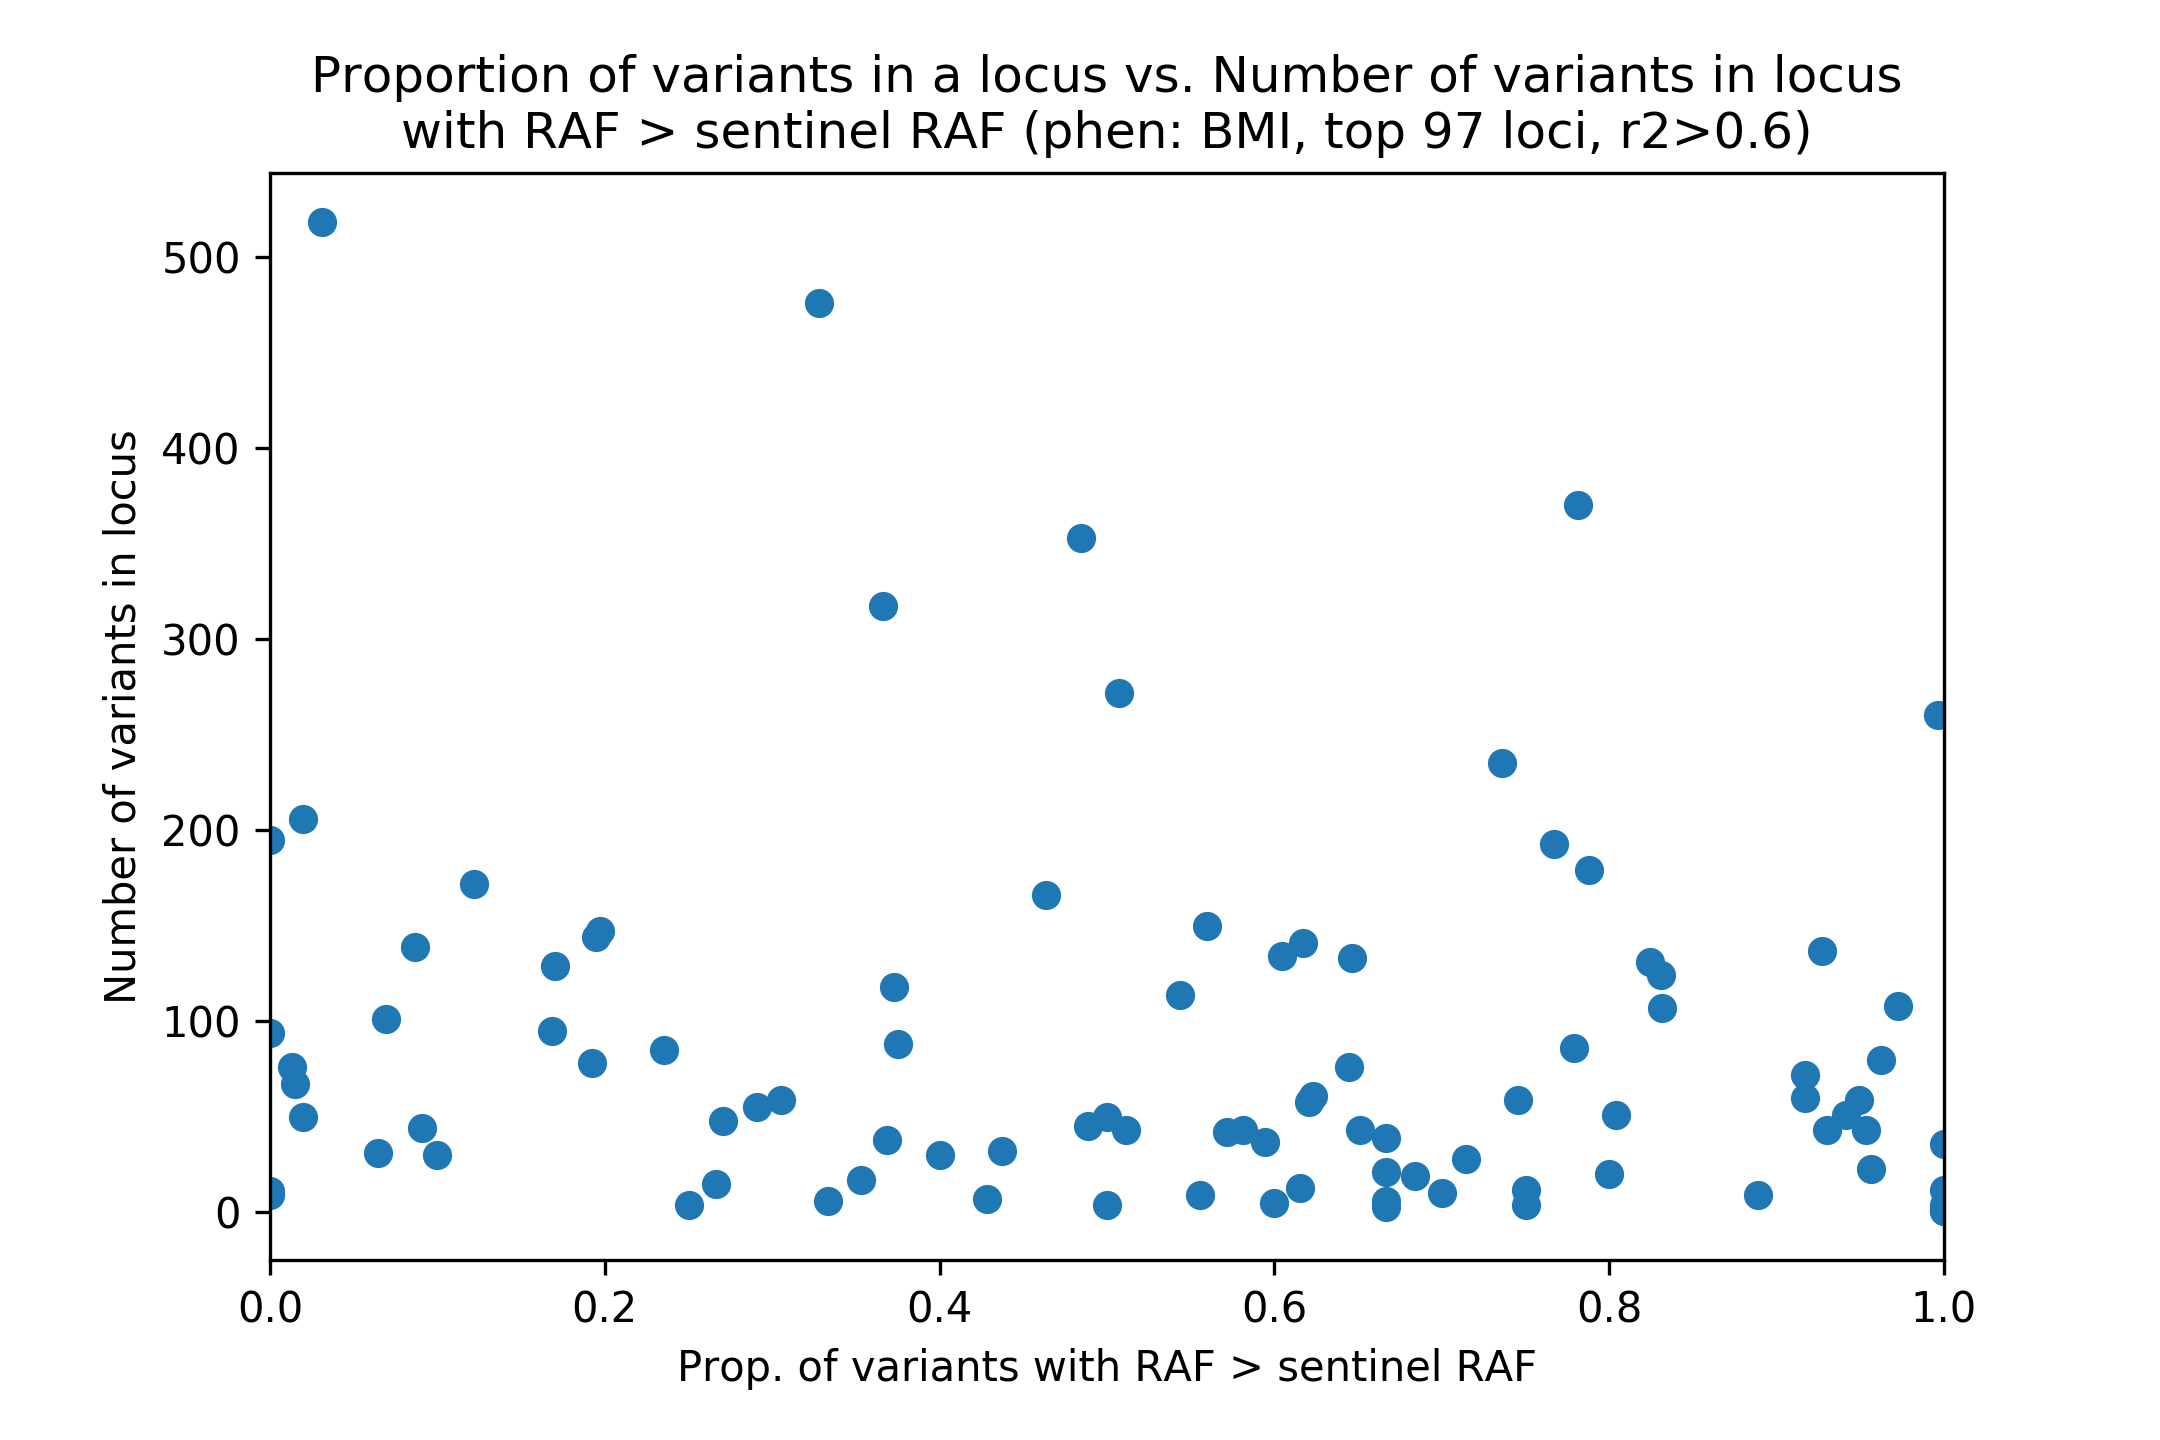 Proportion of variants in a locus vs. Number of variants in locus
with RAF > sentinel RAF (phen: BMI, top 97 loci, r2>0.6)
Number of variants in locus
500
400
300
200
100
0
0.0 0.2 0.4 0.6 0.8 1.0
Prop. of variants with RAF > sentinel RAF